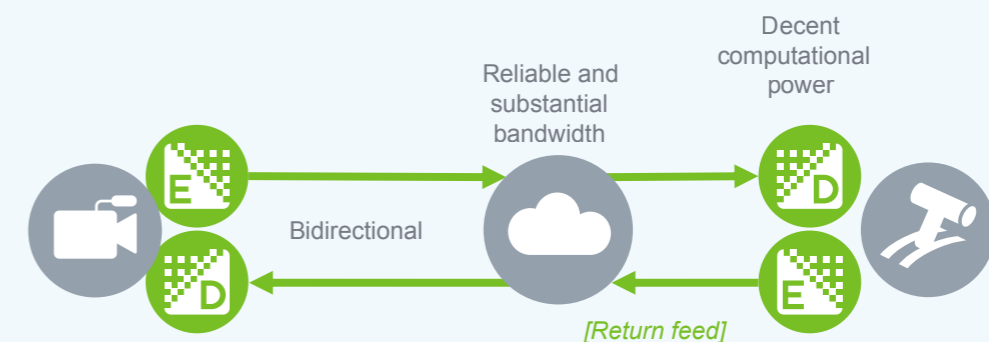 Decent
computational
power
Reliable and
substantial
bandwidth
E
D
Bidirectional
D
E
[Return feed]